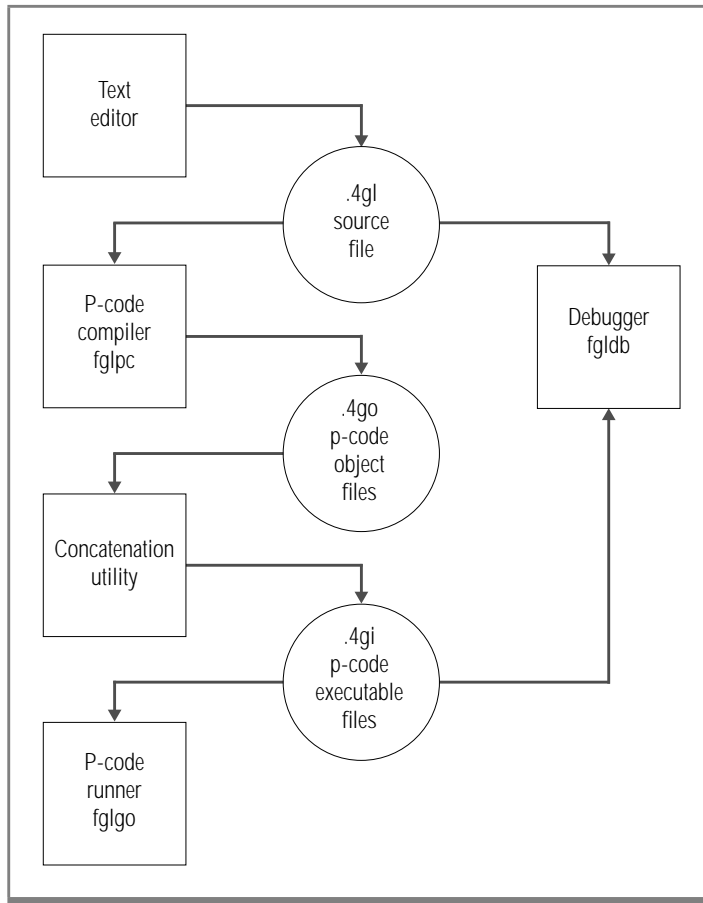 Text
editor
.4gl
source
file
P-code
compiler
fglpc
Debugger
fgldb
.4go
p-code
object
files
Concatenation
utility
.4gi
p-code
executable
files
P-code
runner
fglgo